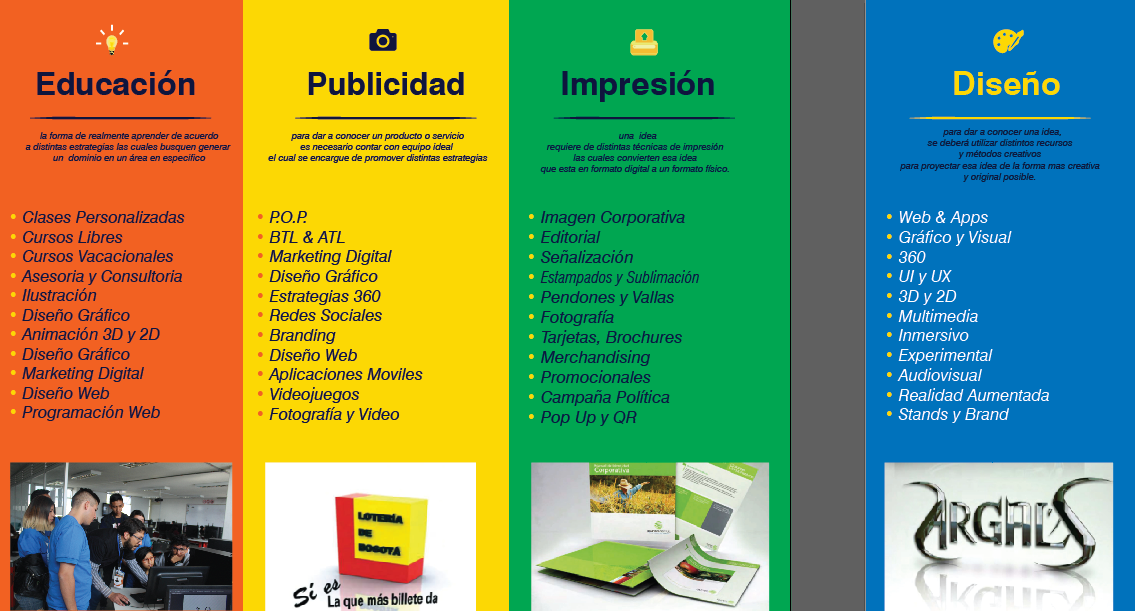 Educación
la forma de realmente aprender de acuerdo
a distintas estrategias las cuales busquen generar
un dominio en un área en especifico
• Clases Personalizadas
• Cursos Libres
• Cursos Vacacionales
• Asesoria y Consultoria
• Ilustración
• Diseño Gráfico
• Animación 3D y 2D
• Diseño Gráfico
• Marketing Digital
• Diseño Web
• Programación Web
Publicidad
para dar a conocer un producto o servicio
es necesario contar con equipo ideal
el cual se encargue de promover distintas estrategias
• P.O.P.
• BTL & ATL
• Marketing Digital
• Diseño Gráfico
• Estrategias 360
• Redes Sociales
• Branding
• Diseño Web
• Aplicaciones Moviles
• Videojuegos
• Fotografía y Video
LOTERÍA
DE
BOGOTÁ
Sí es
La que más billete da
Impresión
una idea
requiere de distintas técnicas de impresión
las cuales convierten esa idea
que esta en formato digital a un formato físico.
• Imagen Corporativa
• Editorial
• Señalización
• Estampados y Sublimación
• Pendones y Vallas
• Fotografía
• Tarjetas, Brochures
• Merchandising
• Promocionales
• Campaña Política
• Pop Up y QR
Manual de Identidad
Corporativa
Diseño
para dar a conocer una idea,
se deberá utilizar distintos recursos
y métodos creativos
para proyectar esa idea de la forma mas creativa
y original posible.
• Web & Apps
• Gráfico y Visual
• 360
• UI y UX
• 3D y 2D
• Multimedia
• Inmersivo
• Experimental
• Audiovisual
• Realidad Aumentada
• Stands y Brand
ARGHL'S